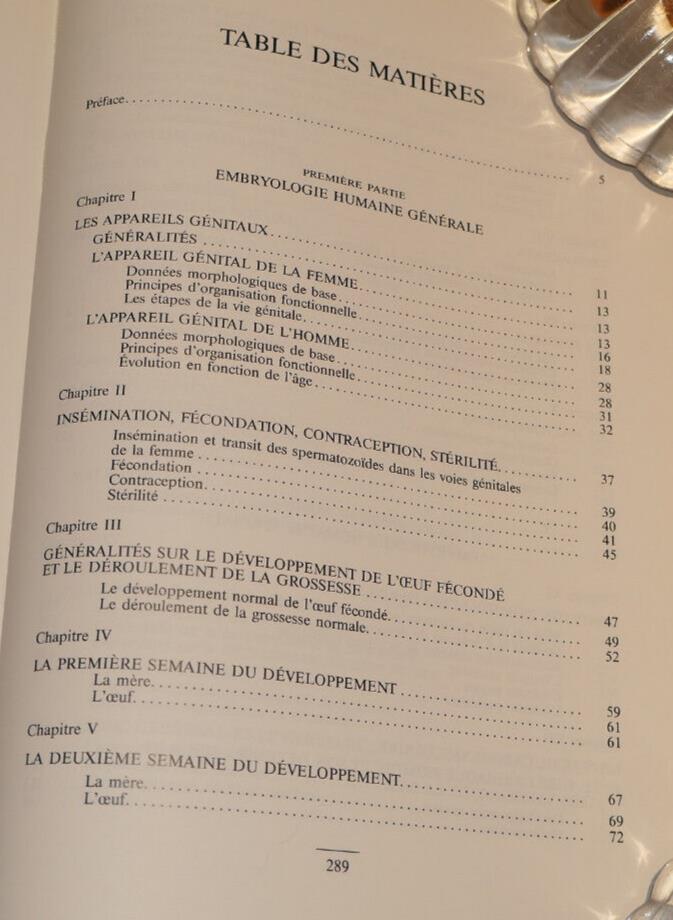 TABLE DES MATIÈRES
Préface. 5
PREMIÈRE PARTIE
EMBRYOLOGIE HUMAINE GÉNÉRALE
Chapitre I
LES APPAREILS GÉNITAUX. 11
GÉNÉRALITÉS 13
L'APPAREIL GÉNITAL DE LA FEMME. 13
Données morphologiques de base. 13
Principes d'organisation fonctionnelle 16
Les étapes de la vie génitale. 18
L'APPAREIL GÉNITAL DE L'HOMME. 28
Données morphologiques de base. 28
Principes d'organisation fonctionnelle. 31
Évolution en fonction de l'âge. 32
Chapitre II
INSÉMINATION, FÉCONDATION, CONTRACEPTION, STÉRILITÉ. 37
Insémination et transit des spermatozoïdes dans les voies génitales
de la femme 39
Fécondation 40
Contraception. 41
Stérilité 45
Chapitre III
GÉNÉRALITÉS SUR LE DÉVELOPPEMENT DE L'ŒUF FÉCONDÉ
ET LE DÉROULEMENT DE LA GROSSESSE 47
Le développement normal de l'œuf fécondé. 49
Le déroulement de la grossesse normale. 52
Chapitre IV
LA PREMIÈRE SEMAINE DU DÉVELOPPEMENT 59
La mère. 61
L'œuf. 61
Chapitre V
LA DEUXIÈME SEMAINE DU DÉVELOPPEMENT. 67
La mère. 69
L'œuf. 72
289